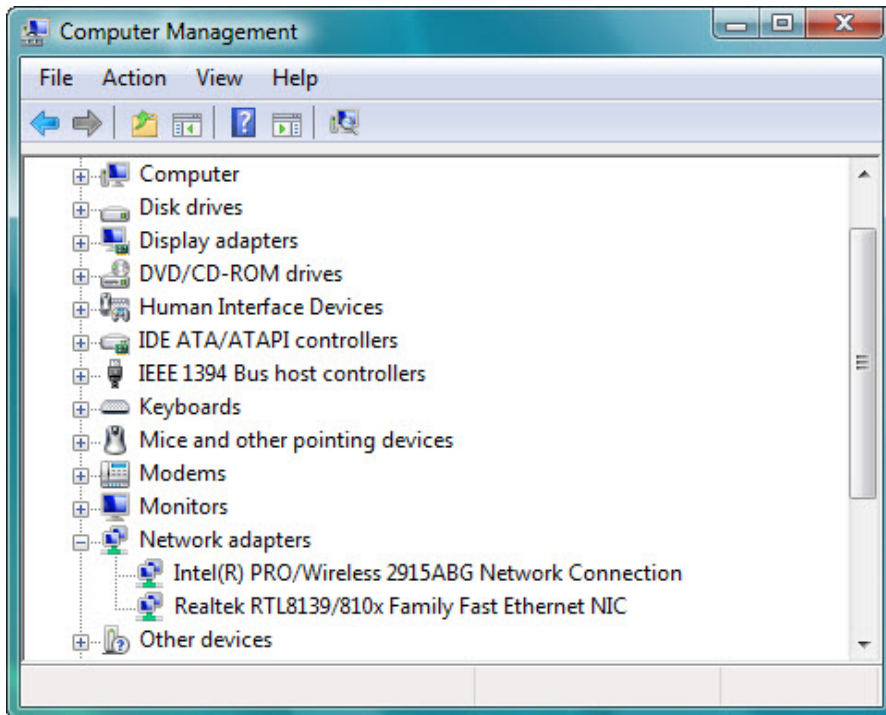 Computer Management
File Action View Help
Computer
Disk drives
Display adapters
DVD/CD-ROM drives
Human Interface Devices
IDE ATA/ATAPI controllers
IEEE 1394 Bus host controllers
Keyboards
Mice and other pointing devices
Modems
Monitors
Network adapters
Intel(R) PRO/Wireless 2915ABG Network Connection
Realtek RTL8139/810x Family Fast Ethernet NIC
Other devices